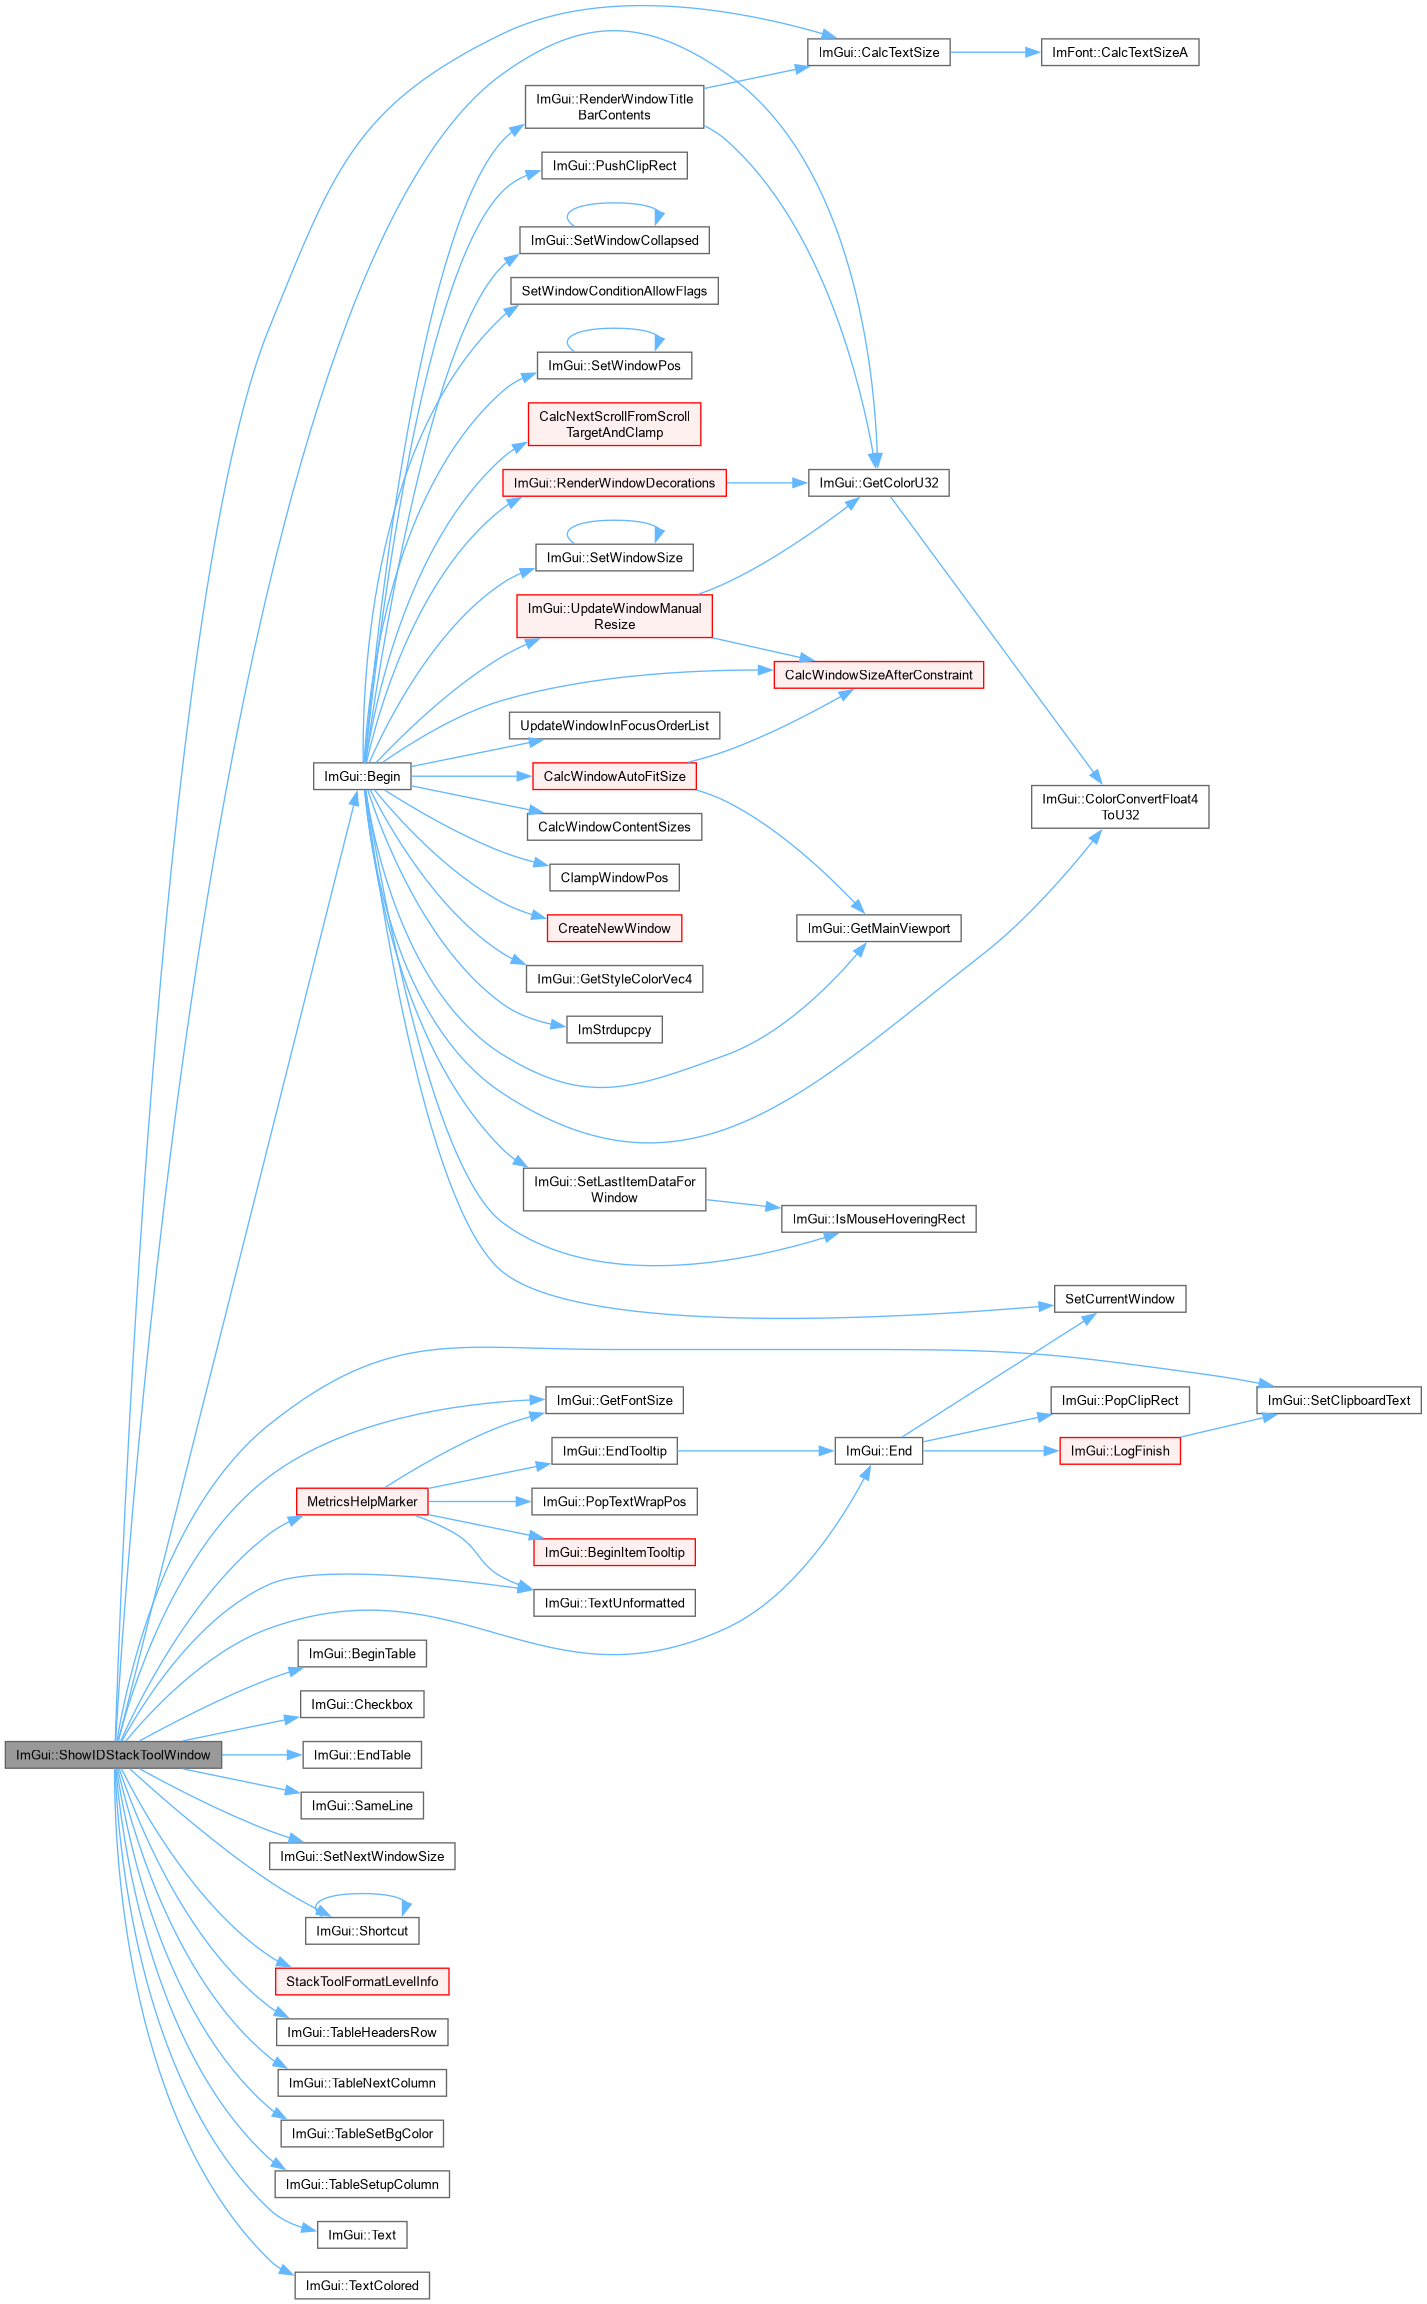 ImGui::CalcTextSize
ImFont::CalcTextSizeA
ImGui::RenderWindowTitle
BarContents
ImGui::PushClipRect
ImGui::SetWindowCollapsed
SetWindowConditionAllowFlags
ImGui::SetWindowPos
CalcNextScrollFromScroll
TargetAndClamp
ImGui::RenderWindowDecorations
ImGui::GetColorU32
ImGui::SetWindowSize
ImGui::UpdateWindowManual
Resize
CalcWindowSizeAfterConstraint
UpdateWindowInFocusOrderList
ImGui::Begin
CalcWindowAutoFitSize
ImGui::ColorConvertFloat4
ToU32
CalcWindowContentSizes
ClampWindowPos
CreateNewWindow
ImGui::GetMainViewport
ImGui::GetStyleColorVec4
ImStrdupcpy
ImGui::SetLastItemDataFor
Window
ImGui::IsMouseHoveringRect
SetCurrentWindow
ImGui::GetFontSize
ImGui::PopClipRect
ImGui::SetClipboardText
ImGui::EndTooltip
ImGui::End
ImGui::LogFinish
MetricsHelpMarker
ImGui::PopTextWrapPos
ImGui::BeginItemTooltip
ImGui::TextUnformatted
ImGui::BeginTable
ImGui::Checkbox
ImGui::ShowIDStackToolWindow
ImGui::EndTable
ImGui::SameLine
ImGui::SetNextWindowSize
ImGui::Shortcut
StackToolFormatLevelInfo
ImGui::TableHeadersRow
ImGui::TableNextColumn
ImGui::TableSetBgColor
ImGui::TableSetupColumn
ImGui::Text
ImGui::TextColored